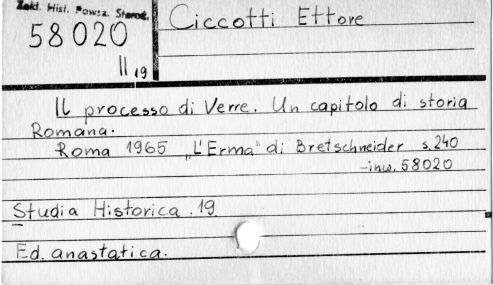 Zakł. Hist. Powsz. Staroż.
58020
II 19
Ciccotti Ettore
Il processo di Verre. Un capitolo di storia
Romana.
Roma 1965 „L'Erma" di Bretschneider s. 240
-inw. 58020
Studia Historica. 19
Ed. anastatica.